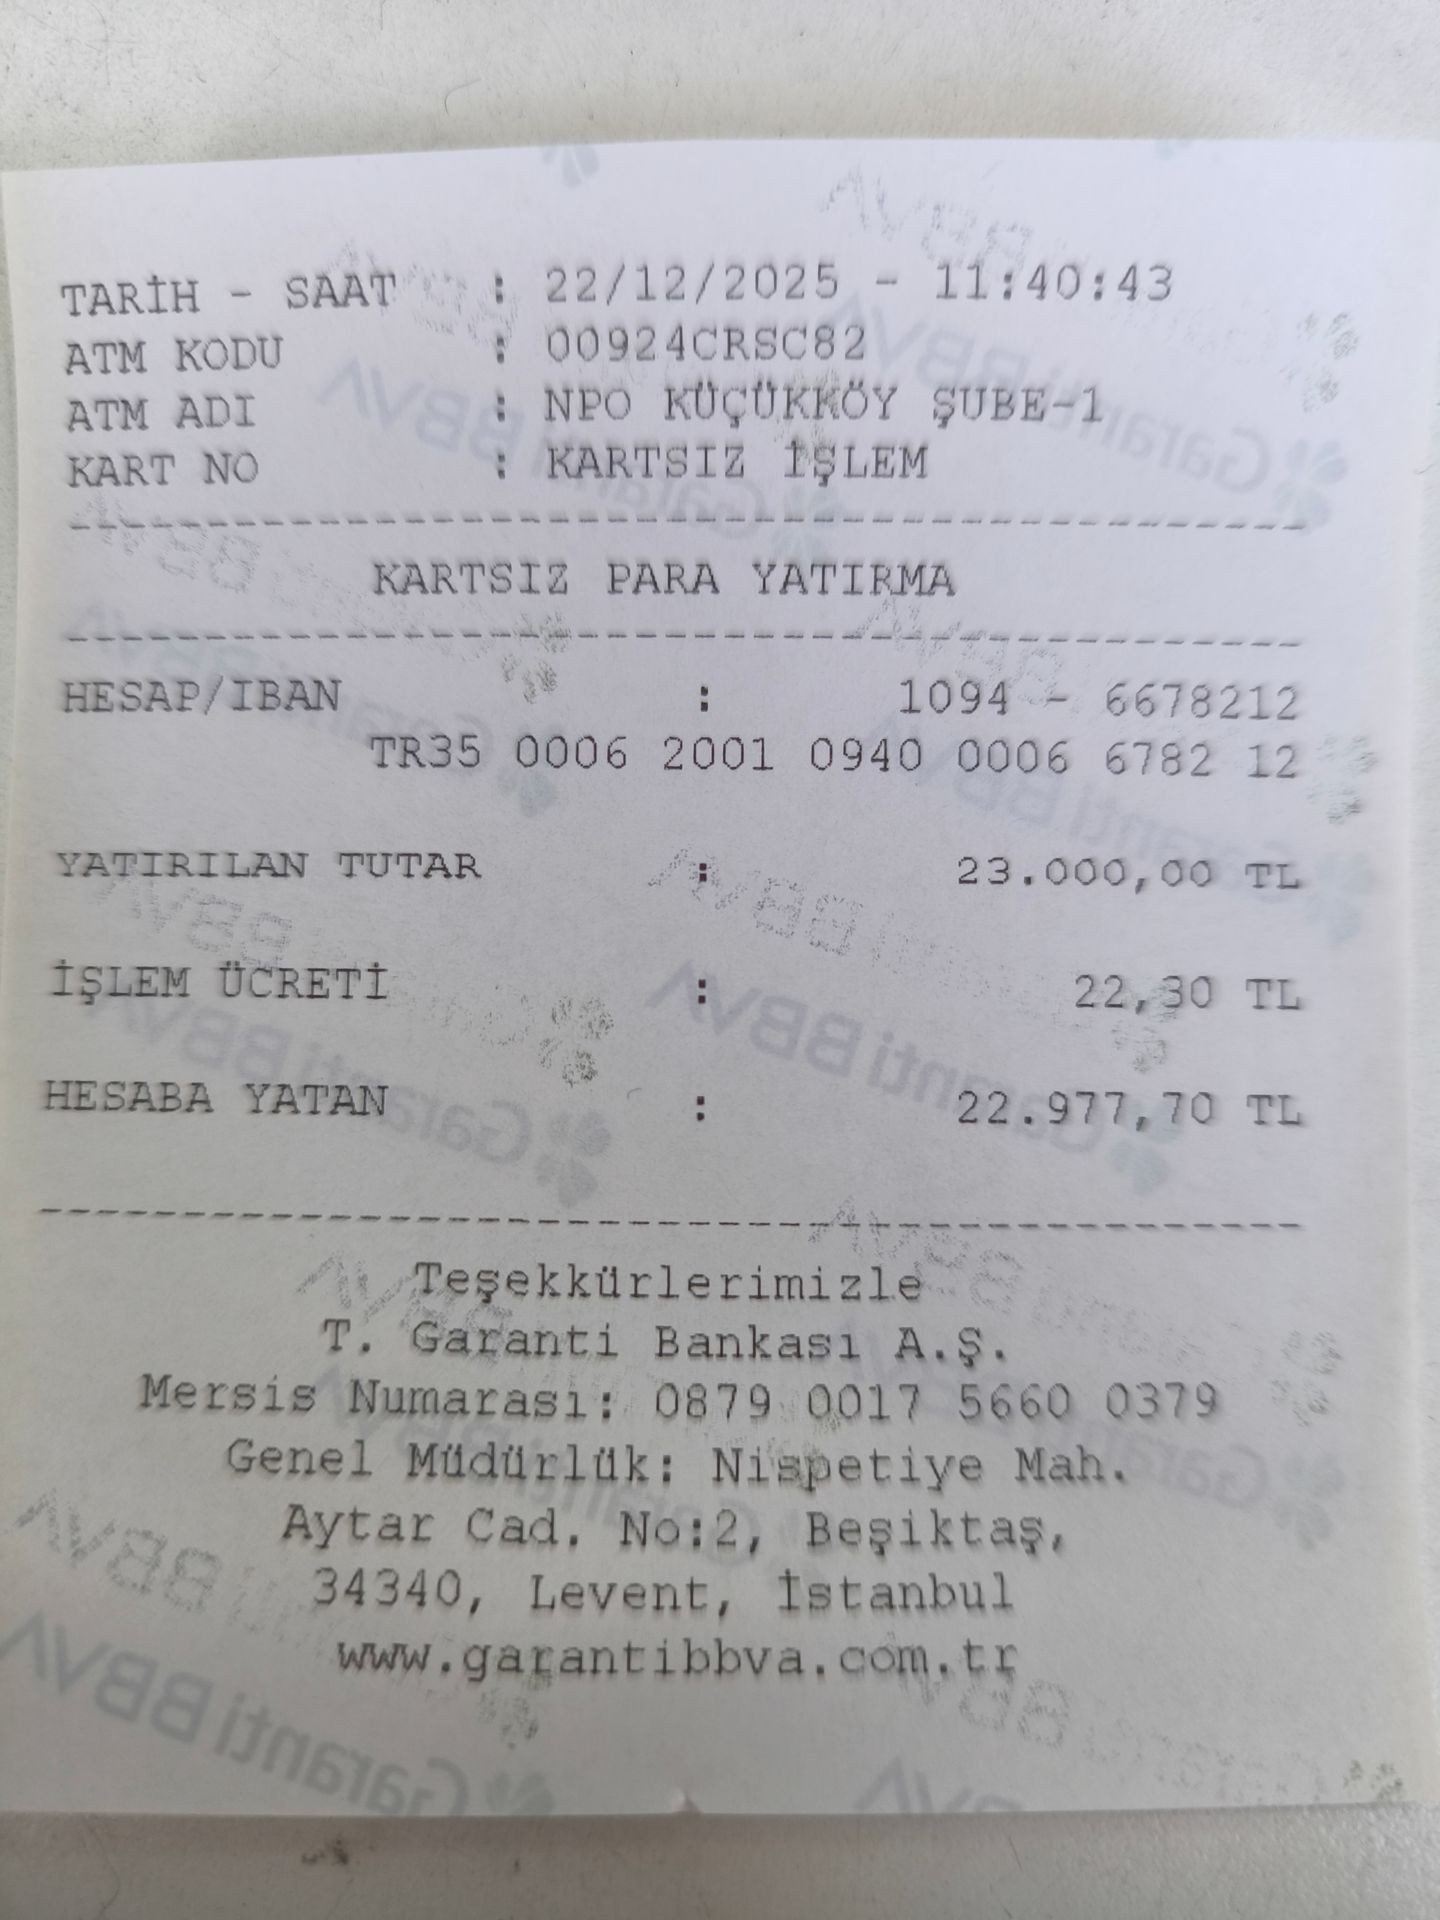 TARİH - SAAT : 22/12/2025 - 11:40:43
ATM KODU : 00924CRSC82
ATM ADI : NPO KÜÇÜKKÖY ŞUBE-1
KART NO : KARTSIZ İŞLEM
KARTSIZ PARA YATIRMA
HESAP/IBAN : 1094 - 6678212
TR35 0006 2001 0940 0006 6782 12
YATIRILAN TUTAR : 23.000,00 TL
İŞLEM ÜCRETİ : 22,30 TL
HESABA YATAN : 22.977,70 TL
Teşekkürlerimizle
T. Garanti Bankası A.Ş.
Mersis Numarası: 0879 0017 5660 0379
Genel Müdürlük: Nispetiye Mah.
Aytar Cad. No:2, Beşiktaş,
34340, Levent, İstanbul
www.garantibbva.com.tr